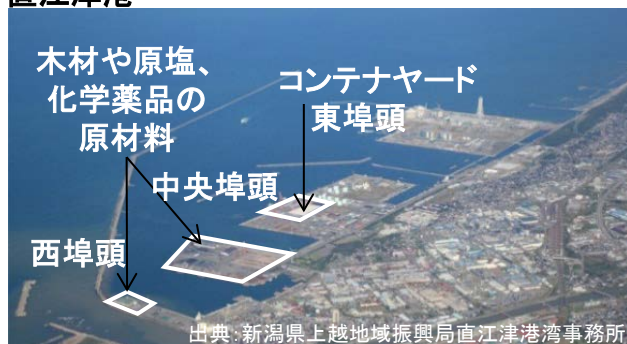 直江津港
木材や原塩、
化学薬品の
原材料
コンテナヤード
東埠頭
中央埠頭
西埠頭
出典：新潟県上越地域振興局直江津港湾事務所